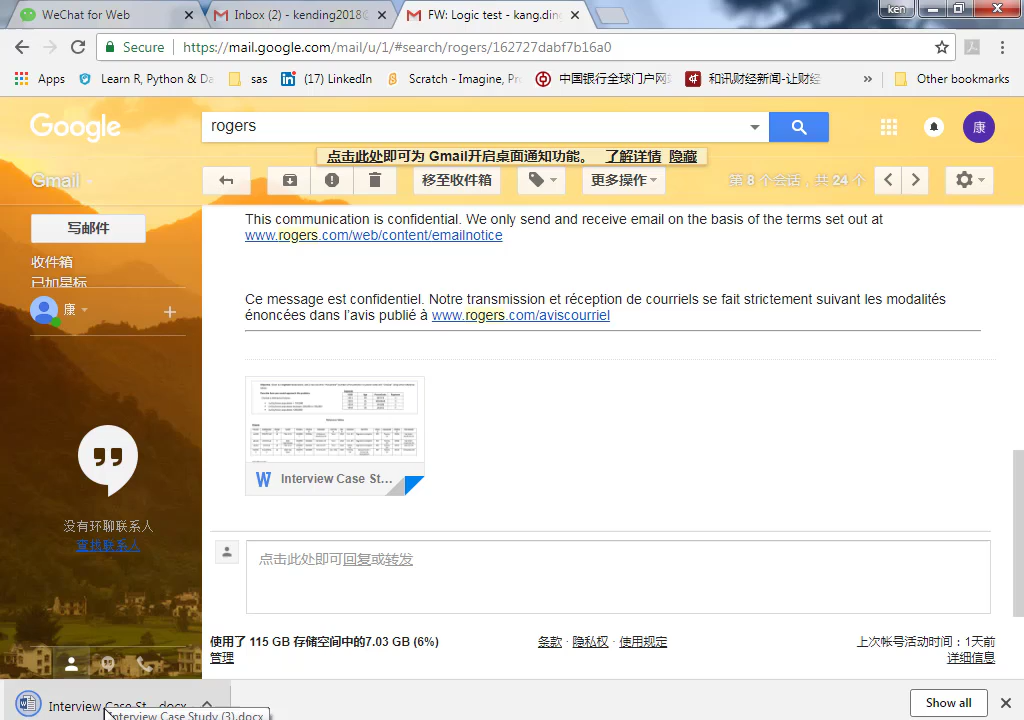 WeChat for Web
Inbox (2) - kending2018@
FW: Logic test - kang.din
ken
Secure
https://mail.google.com/mail/u/1/#search/rogers/162727dabf7b16a0
Apps
Learn R, Python & Da
sas
(17) LinkedIn
Scratch - Imagine, Pr
中国银行全球门户网
和讯财经新闻-让财经
Other bookmarks
Google
rogers
康
点击此处即可为 Gmail开启桌面通知功能。 了解详情 隐藏
Gmail
移至收件箱
更多操作
第 8 个会话，共 24 个
写邮件
收件箱
已加星标
康
没有环聊联系人
查找联系人
This communication is confidential. We only send and receive email on the basis of the terms set out at
www.rogers.com/web/content/emailnotice
Ce message est confidentiel. Notre transmission et réception de courriels se fait strictement suivant les modalités
énoncées dans l'avis publié à www.rogers.com/aviscourriel
W
Interview Case St...
点击此处即可回复或转发
使用了 115 GB 存储空间中的7.03 GB (6%)
管理
条款 · 隐私权 · 使用规定
上次帐号活动时间：1天前
详细信息
Interview Case St....docx
Interview Case Study (3).docx
Show all